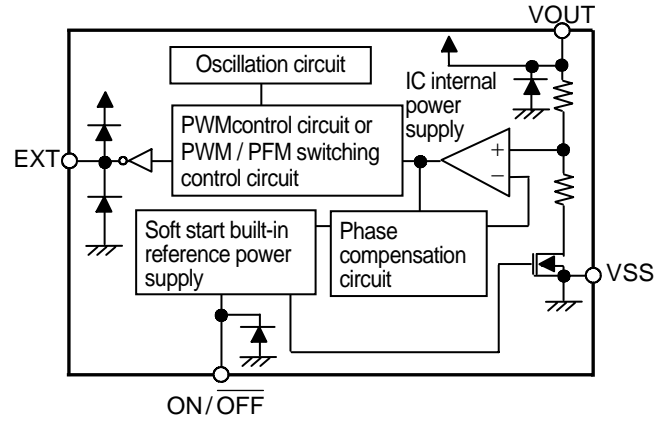 VOUT
Oscillation circuit
IC internal
power
supply
PWMcontrol circuit or
PWM / PFM switching
control circuit
EXT
+
−
Soft start built-in
reference power
supply
Phase
compensation
circuit
VSS
ON/OFF